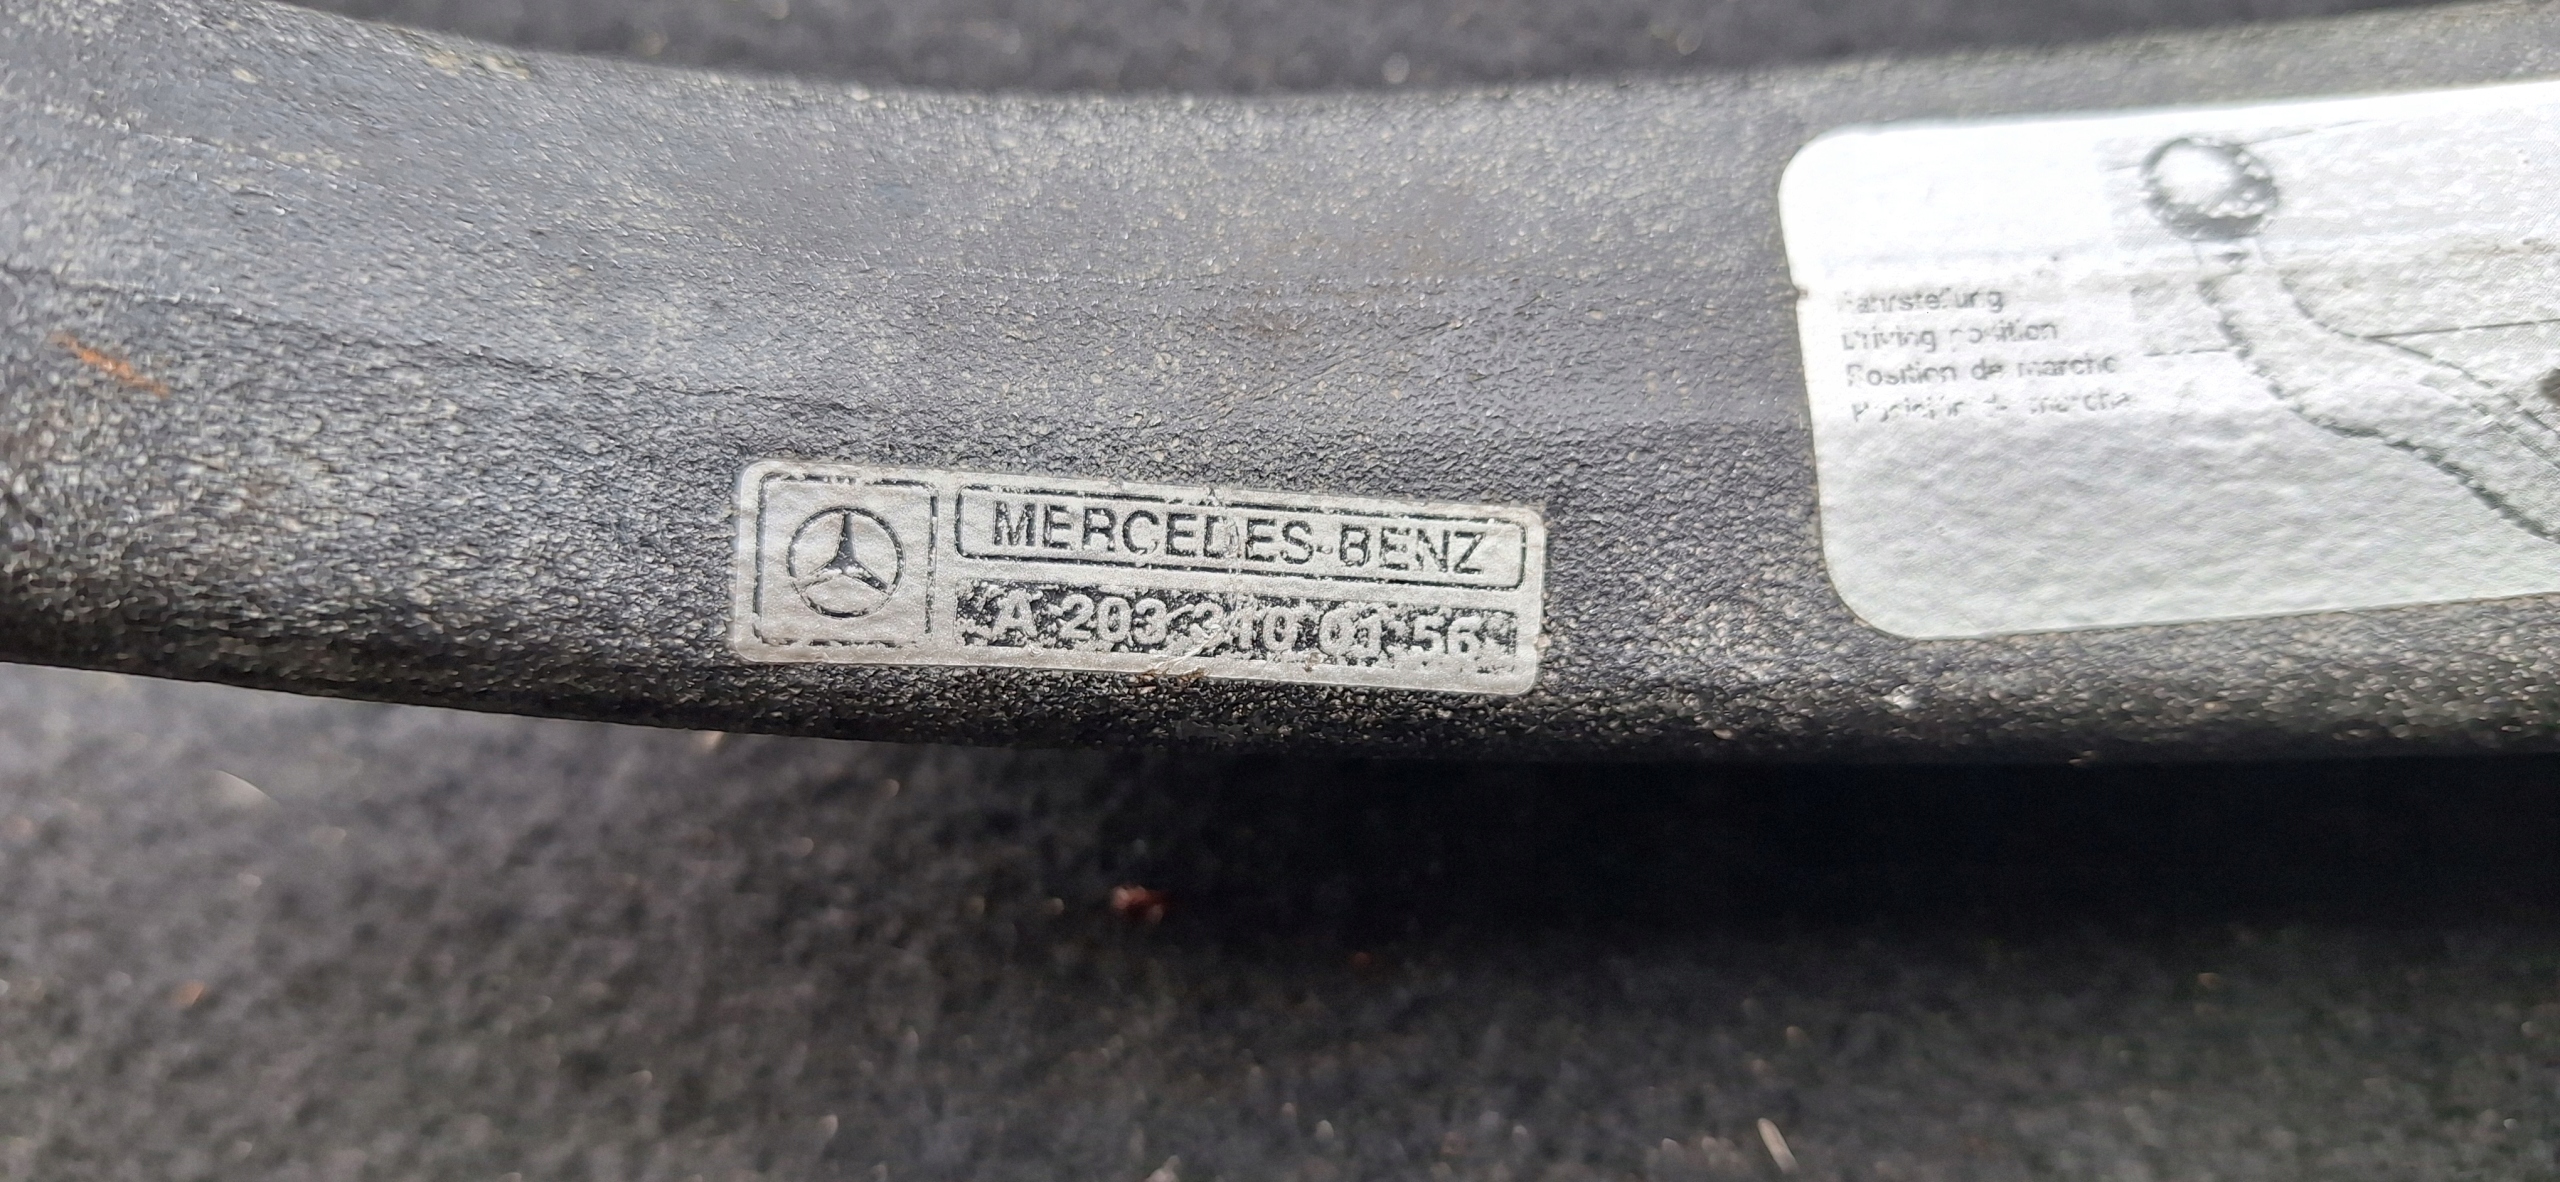 MERCEDES-BENZ
A 203 310 01 56
Fahrstellung
Driving position
Position de marche